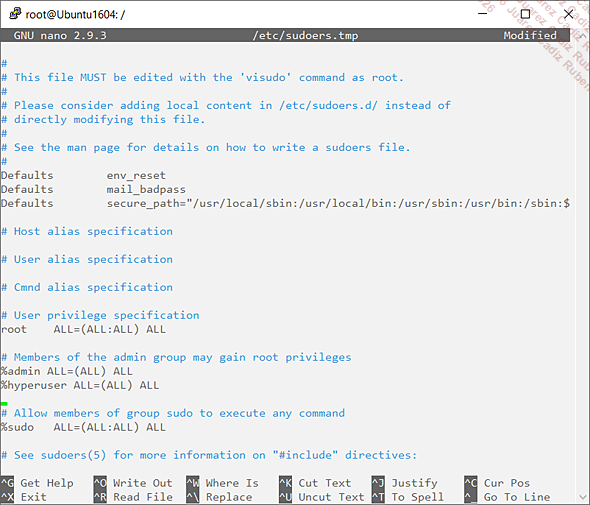 root@Ubuntu1604: /
GNU nano 2.9.3 /etc/sudoers.tmp Modified
#
# This file MUST be edited with the 'visudo' command as root.
#
# Please consider adding local content in /etc/sudoers.d/ instead of
# directly modifying this file.
#
# See the man page for details on how to write a sudoers file.
#
Defaults env_reset
Defaults mail_badpass
Defaults secure_path="/usr/local/sbin:/usr/local/bin:/usr/sbin:/usr/bin:/sbin:$
# Host alias specification
# User alias specification
# Cmnd alias specification
# User privilege specification
root ALL=(ALL:ALL) ALL
# Members of the admin group may gain root privileges
%admin ALL=(ALL) ALL
%hyperuser ALL=(ALL) ALL
# Allow members of group sudo to execute any command
%sudo ALL=(ALL:ALL) ALL
# See sudoers(5) for more information on "#include" directives:
^G Get Help ^O Write Out ^W Where Is ^K Cut Text ^J Justify ^C Cur Pos
^X Exit ^R Read File ^\ Replace ^U Uncut Text ^T To Spell ^_ Go To Line